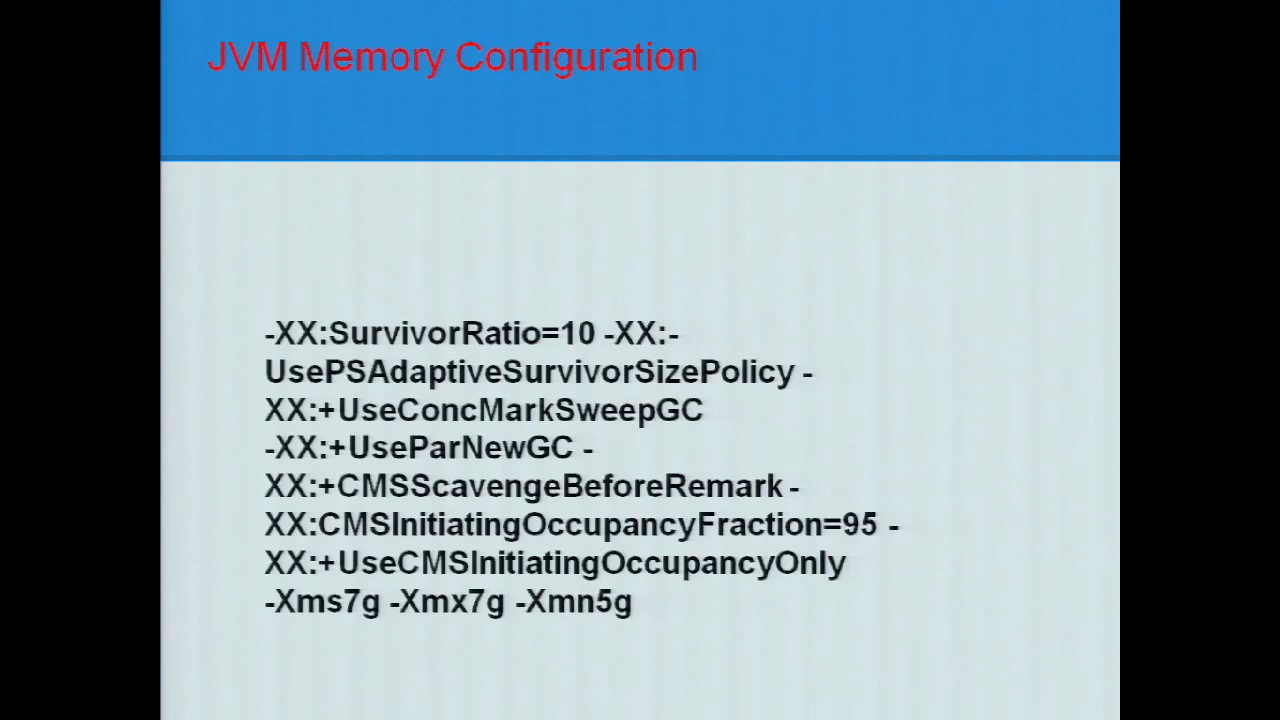 JVM Memory Configuration
-XX:SurvivorRatio=10 -XX:-
UsePSAdaptiveSurvivorSizePolicy -
XX:+UseConcMarkSweepGC
-XX:+UseParNewGC -
XX:+CMSScavengeBeforeRemark -
XX:CMSInitiatingOccupancyFraction=95 -
XX:+UseCMSInitiatingOccupancyOnly
-Xms7g -Xmx7g -Xmn5g